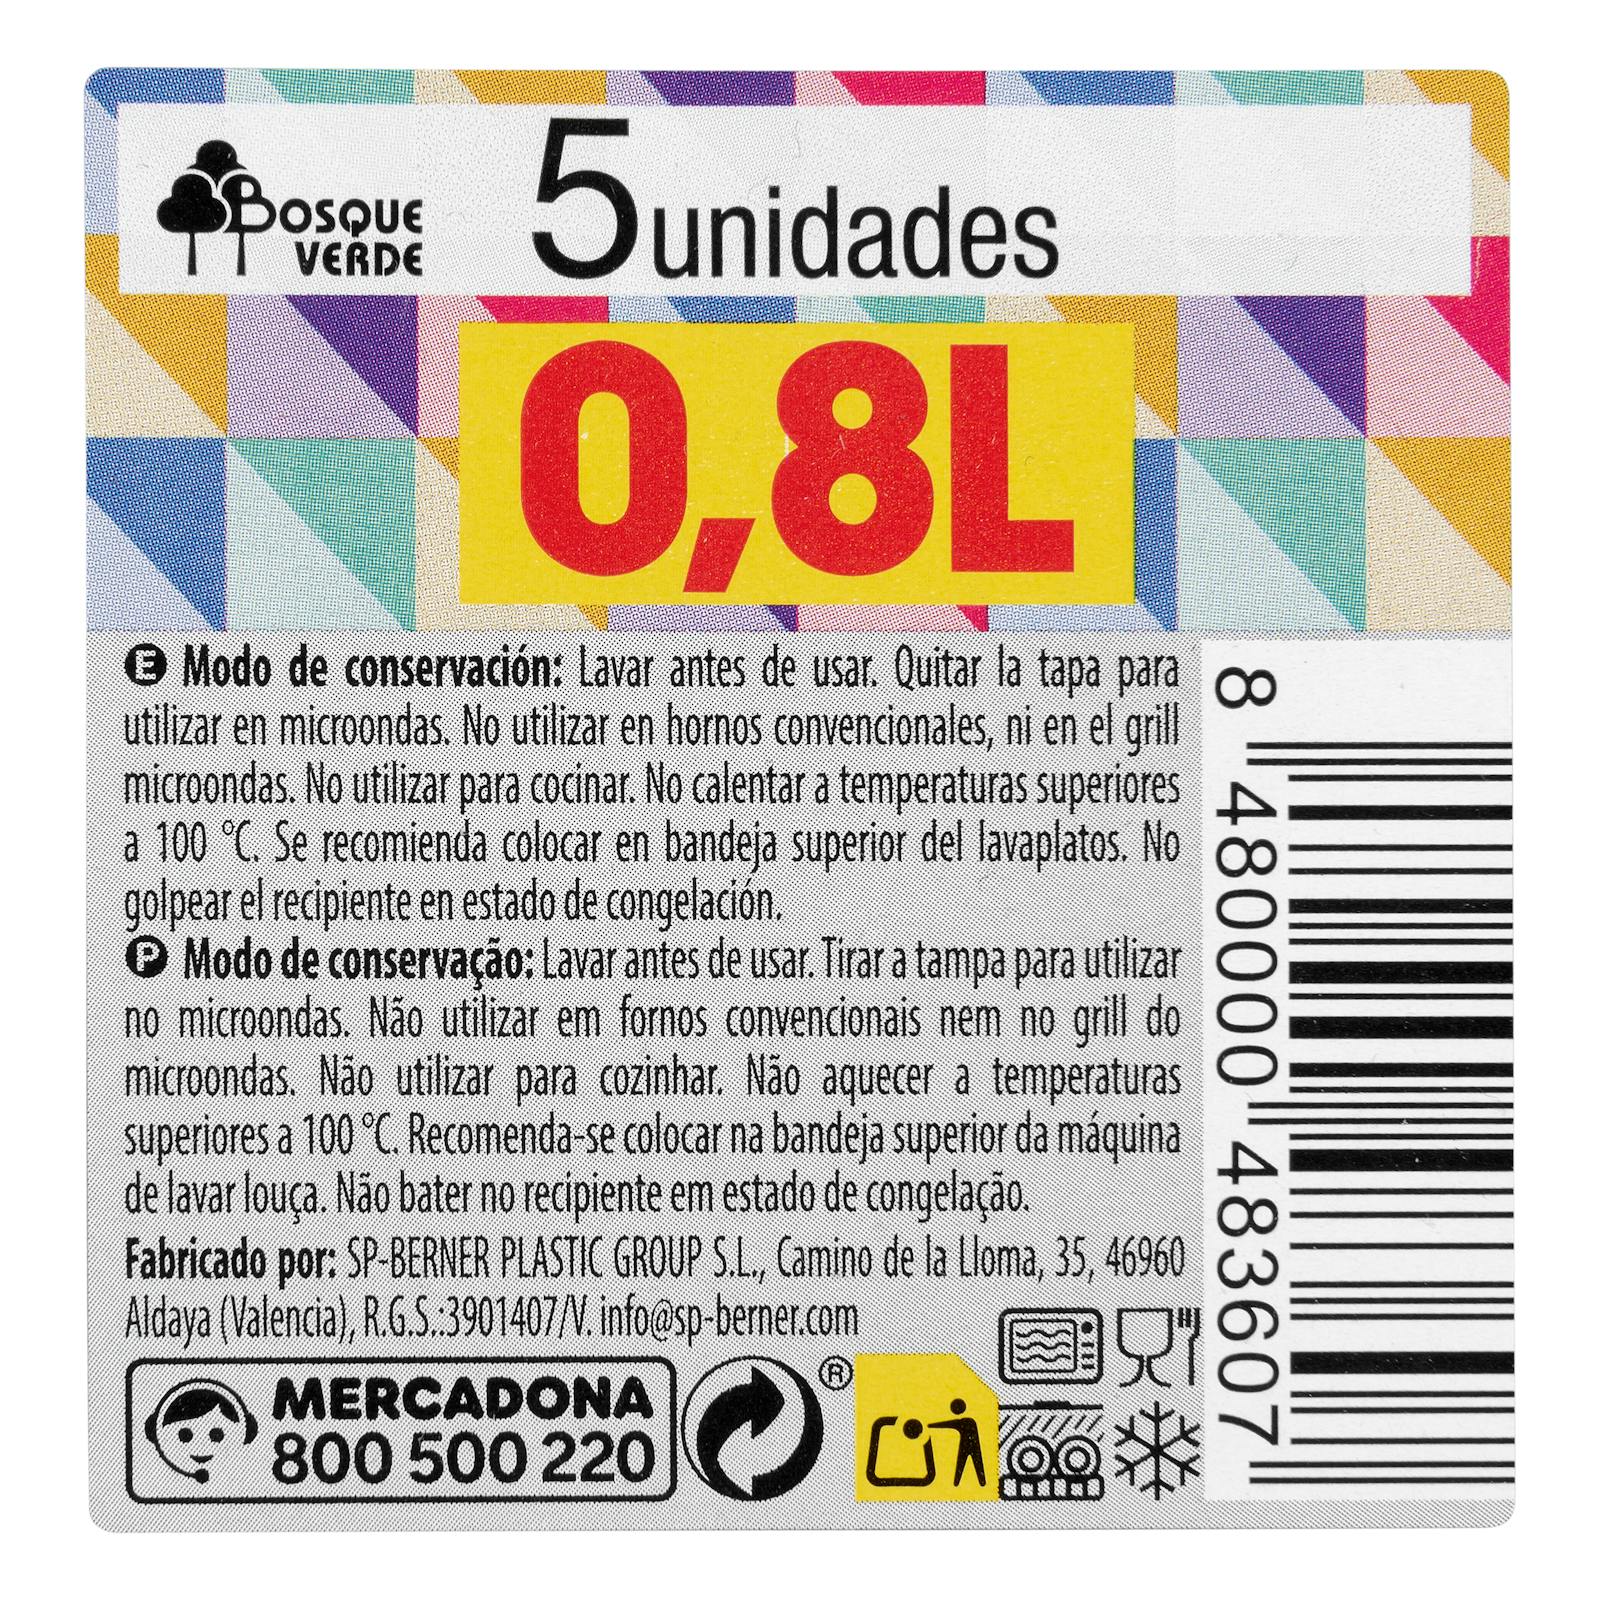 BOSQUE
VERDE
5 unidades
0,8L
E Modo de conservación: Lavar antes de usar. Quitar la tapa para
utilizar en microondas. No utilizar en hornos convencionales, ni en el grill
microondas. No utilizar para cocinar. No calentar a temperaturas superiores
a 100 °C. Se recomienda colocar en bandeja superior del lavaplatos. No
golpear el recipiente en estado de congelación.
P Modo de conservação: Lavar antes de usar. Tirar a tampa para utilizar
no microondas. Não utilizar em fornos convencionais nem no grill do
microondas. Não utilizar para cozinhar. Não aquecer a temperaturas
superiores a 100 °C. Recomenda-se colocar na bandeja superior da máquina
de lavar louça. Não bater no recipiente em estado de congelação.
Fabricado por: SP-BERNER PLASTIC GROUP S.L., Camino de la Lloma, 35, 46960
Aldaya (Valencia), R.G.S.:3901407/V. info@sp-berner.com
MERCADONA
800 500 220
®
8 480000 483607